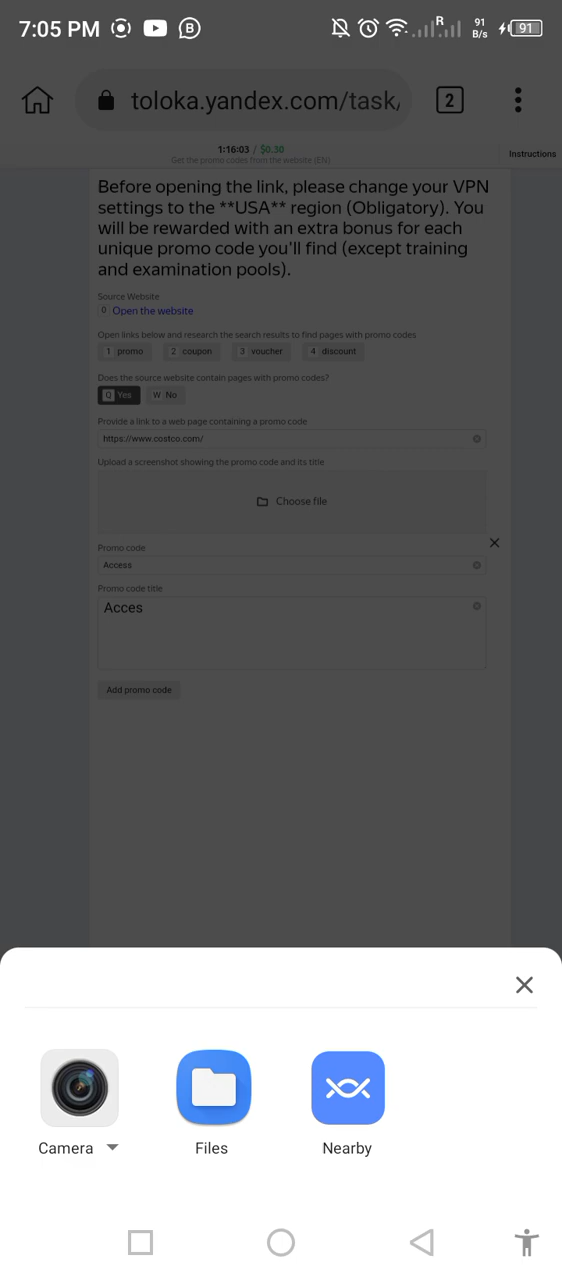 7:05 PM
R
91
B/s
91
toloka.yandex.com/task/
2
1:16:03 / $0.30
Get the promo codes from the website (EN)
Instructions
Before opening the link, please change your VPN
settings to the **USA** region (Obligatory). You
will be rewarded with an extra bonus for each
unique promo code you'll find (except training
and examination pools).
Source Website
0 Open the website
Open links below and research the search results to find pages with promo codes
1 promo 2 coupon 3 voucher 4 discount
Does the source website contain pages with promo codes?
Q Yes W No
Provide a link to a web page containing a promo code
https://www.costco.com/
Upload a screenshot showing the promo code and its title
Choose file
Promo code
Access
Promo code title
Acces
Add promo code
Camera
Files
Nearby